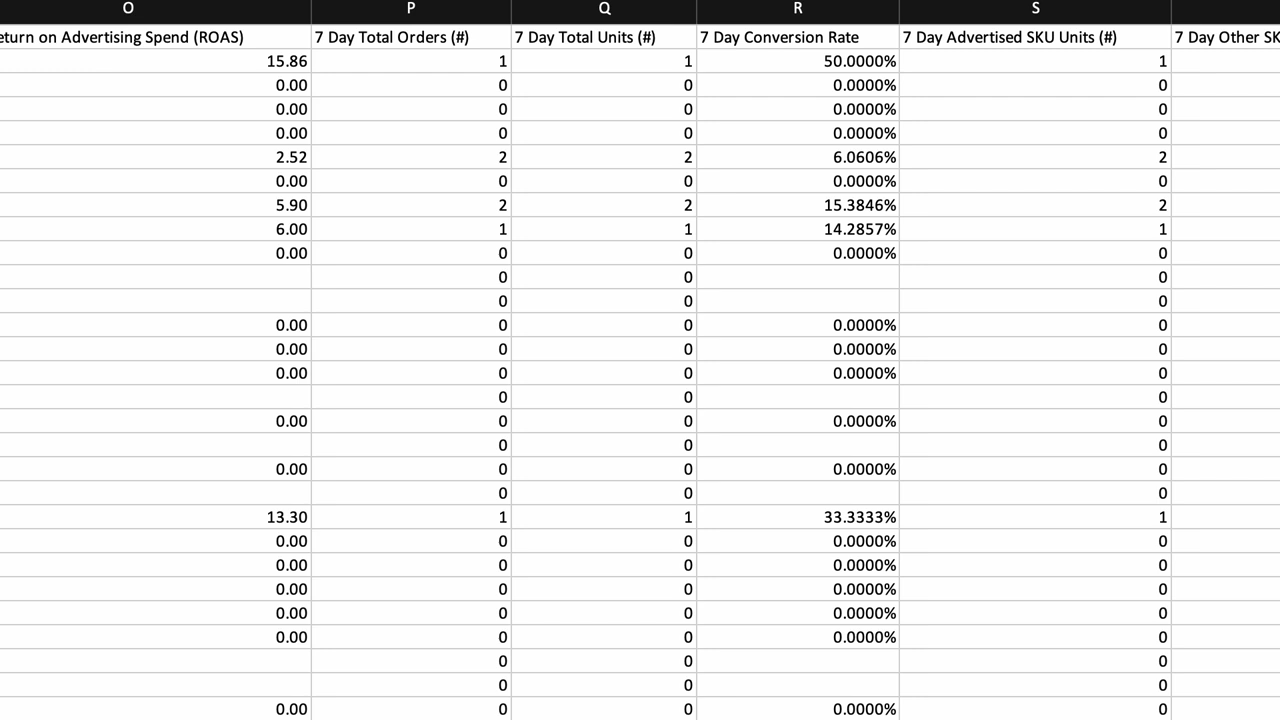 O P Q R S
eturn on Advertising Spend (ROAS) 7 Day Total Orders (#) 7 Day Total Units (#) 7 Day Conversion Rate 7 Day Advertised SKU Units (#) 7 Day Other SK
15.86 1 1 50.0000% 1
0.00 0 0 0.0000% 0
0.00 0 0 0.0000% 0
0.00 0 0 0.0000% 0
2.52 2 2 6.0606% 2
0.00 0 0 0.0000% 0
5.90 2 2 15.3846% 2
6.00 1 1 14.2857% 1
0.00 0 0 0.0000% 0
0 0 0
0 0 0
0.00 0 0 0.0000% 0
0.00 0 0 0.0000% 0
0.00 0 0 0.0000% 0
0 0 0
0.00 0 0 0.0000% 0
0 0 0
0.00 0 0 0.0000% 0
0 0 0
13.30 1 1 33.3333% 1
0.00 0 0 0.0000% 0
0.00 0 0 0.0000% 0
0.00 0 0 0.0000% 0
0.00 0 0 0.0000% 0
0.00 0 0 0.0000% 0
0 0 0
0 0 0
0.00 0 0 0.0000% 0